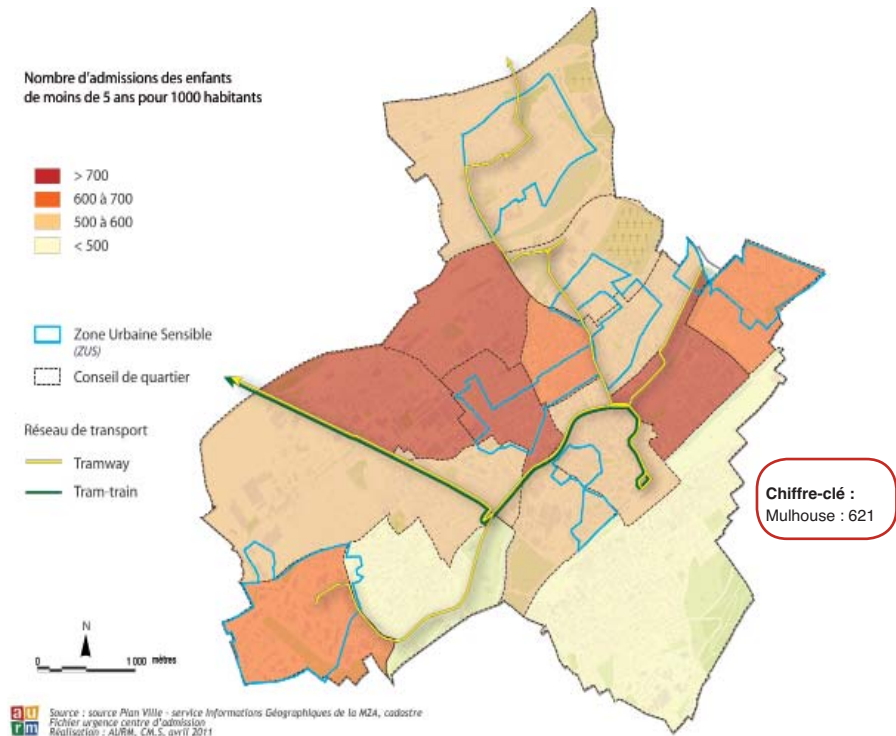 Nombre d'admissions des enfants
de moins de 5 ans pour 1000 habitants
> 700
600 à 700
500 à 600
< 500
Zone Urbaine Sensible
(ZUS)
Conseil de quartier
Réseau de transport
Tramway
Tram-train
Chiffre-clé :
Mulhouse : 621
N
0 1 000 mètres
au
rm
Source : source Plan Ville - service Informations Géographiques de la M2A, cadastre
Fichier urgence centre d'admission
Réalisation : AURM, C.M.S. avril 2011